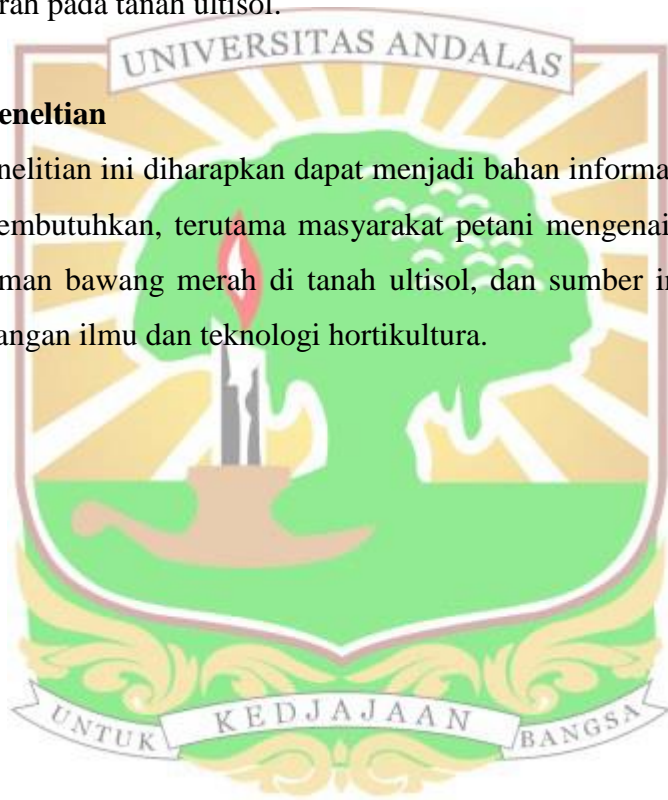 rah pada tanah ultisol.
UNIVERSITAS ANDALAS
eneltian
nelitian ini diharapkan dapat menjadi bahan informa
embutuhkan, terutama masyarakat petani mengenai
man bawang merah di tanah ultisol, dan sumber in
angan ilmu dan teknologi hortikultura.
UNTUK KEDJAJAAN BANGSA